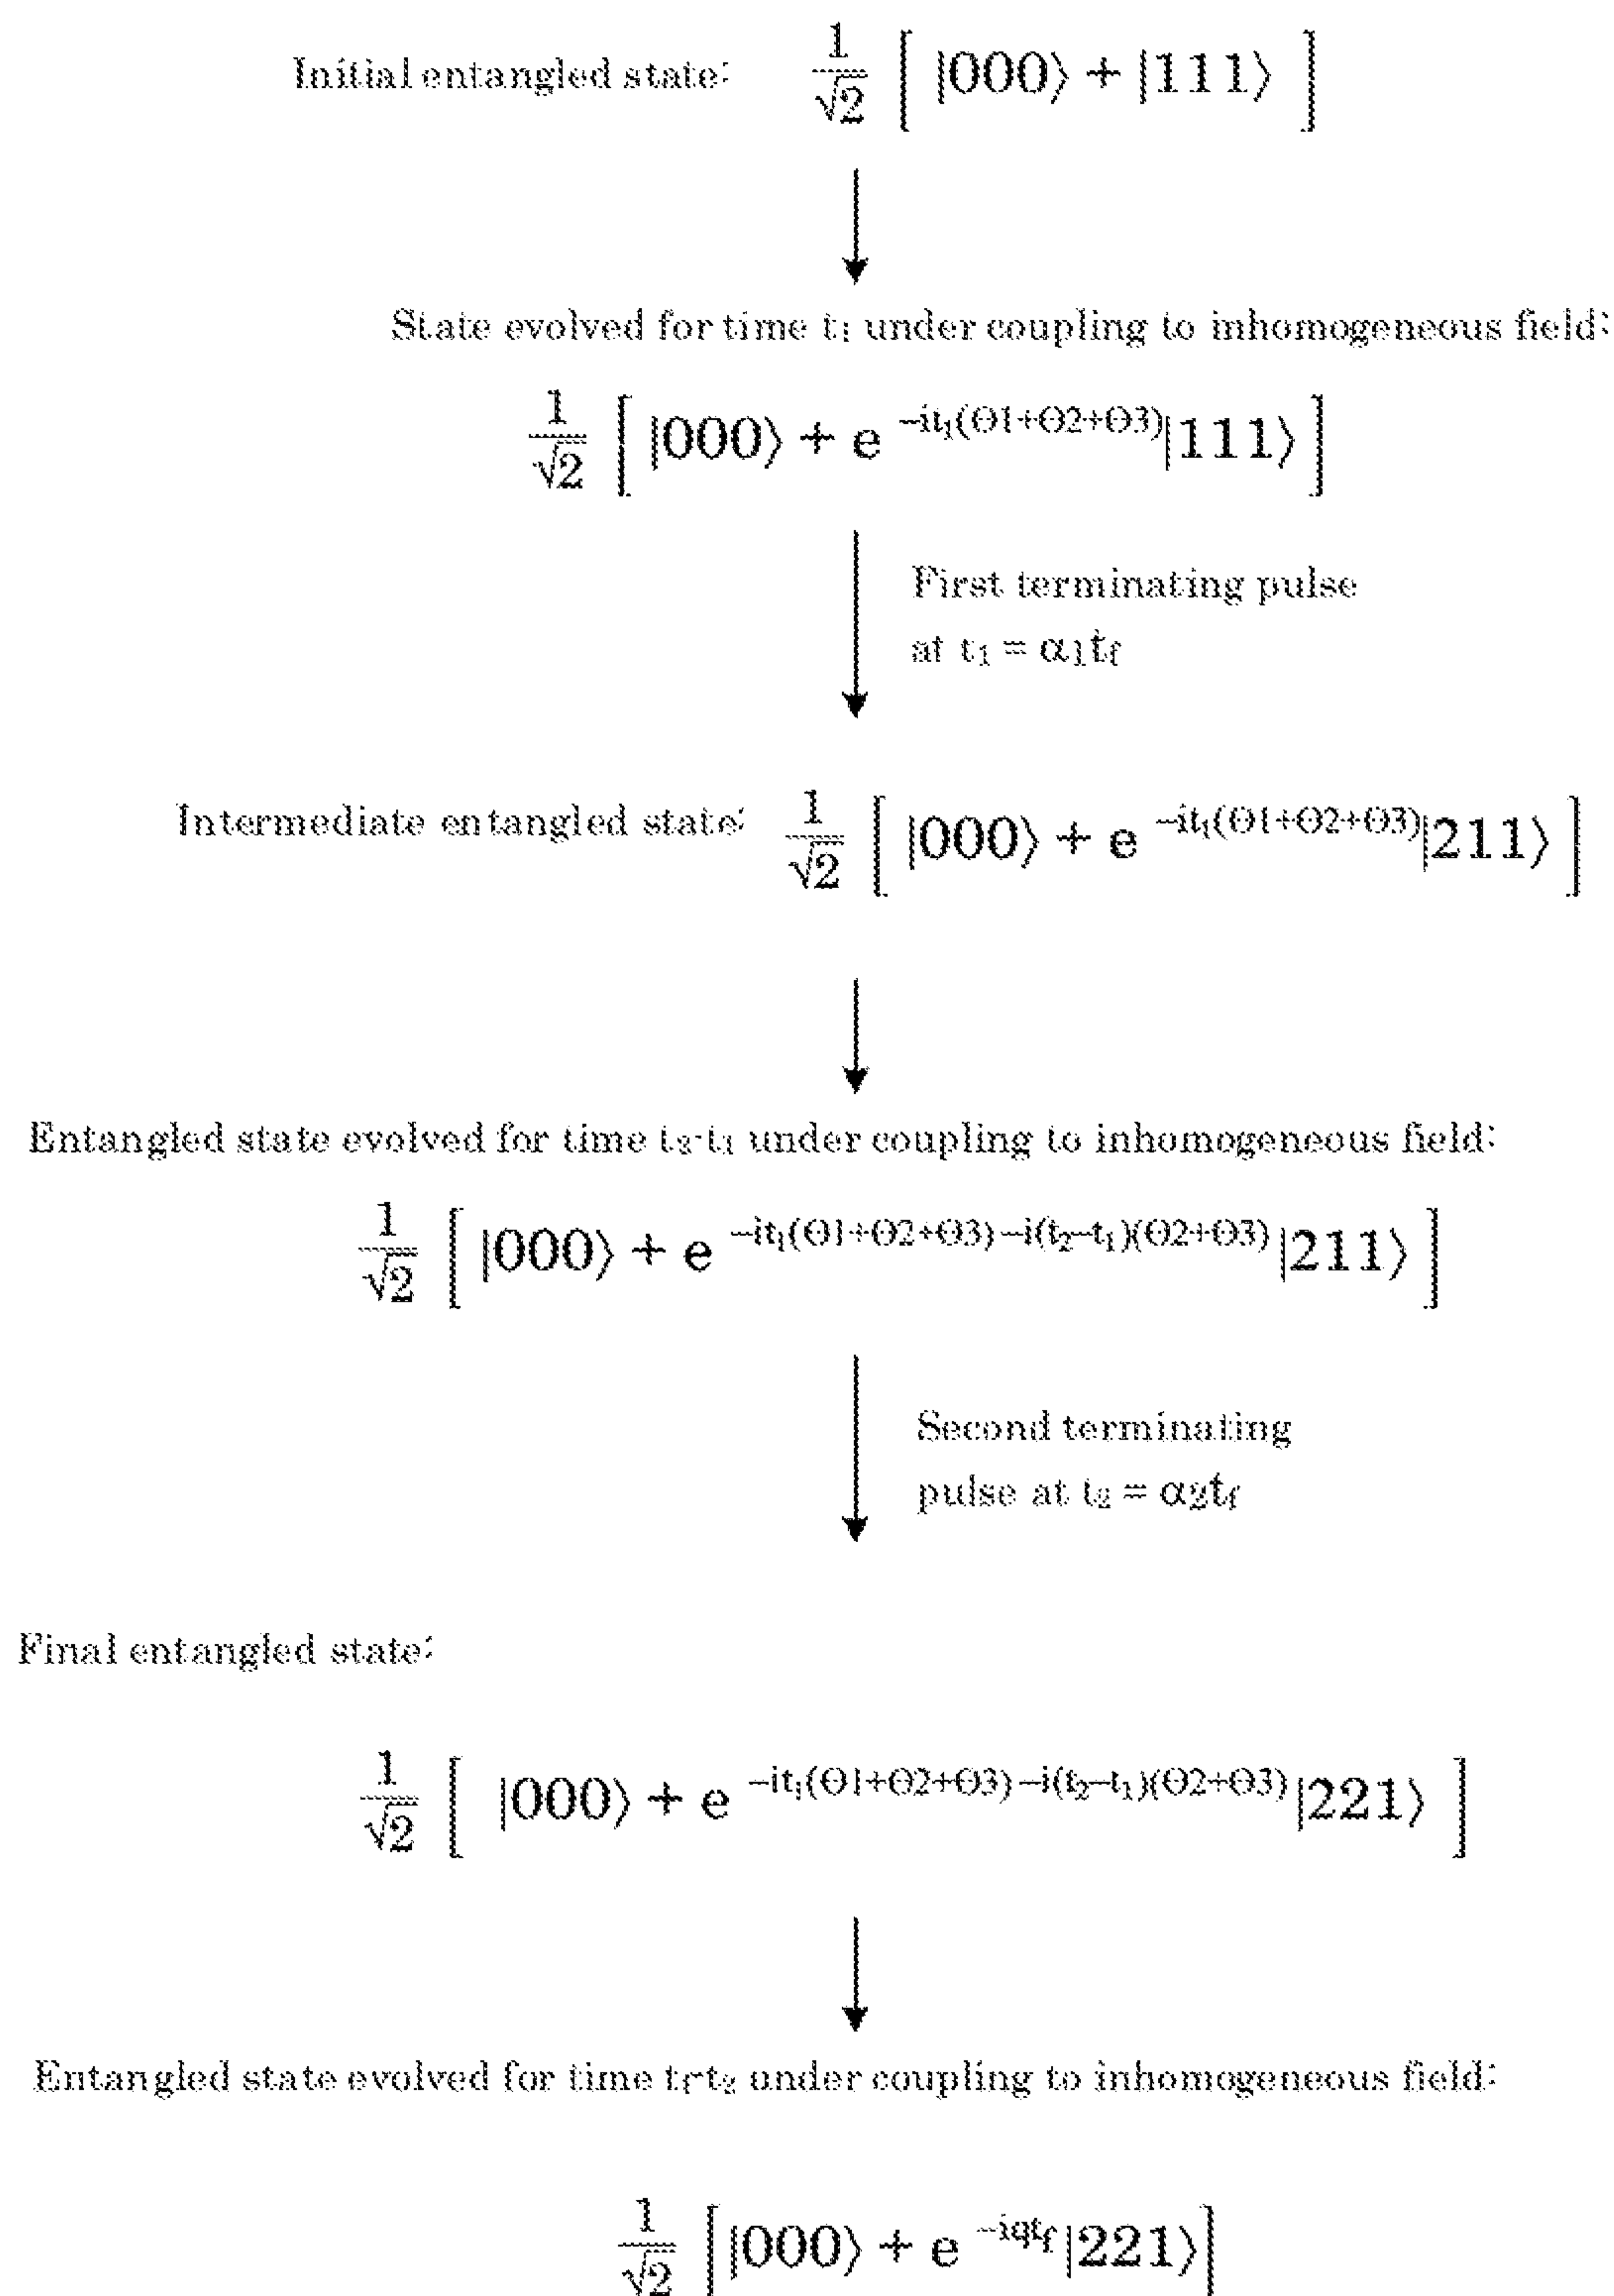 Initial entangled state: 1/√2 [ |000⟩ + |111⟩ ]
State evolved for time t₁ under coupling to inhomogeneous field:
1/√2 [ |000⟩ + e^{–it₁(Θ1+Θ2+Θ3)}|111⟩ ]
First terminating pulse
at t₁ = α₁t_f
Intermediate entangled state: 1/√2 [ |000⟩ + e^{–it₁(Θ1+Θ2+Θ3)}|211⟩ ]
Entangled state evolved for time t₂-t₁ under coupling to inhomogeneous field:
1/√2 [ |000⟩ + e^{–it₁(Θ1+Θ2+Θ3)–i(t₂–t₁)(Θ2+Θ3)}|211⟩ ]
Second terminating
pulse at t₂ = α₂t_f
Final entangled state:
1/√2 [ |000⟩ + e^{–it₁(Θ1+Θ2+Θ3)–i(t₂–t₁)(Θ2+Θ3)}|221⟩ ]
Entangled state evolved for time t_f-t₂ under coupling to inhomogeneous field:
1/√2 [ |000⟩ + e^{–iqt_f}|221⟩ ]